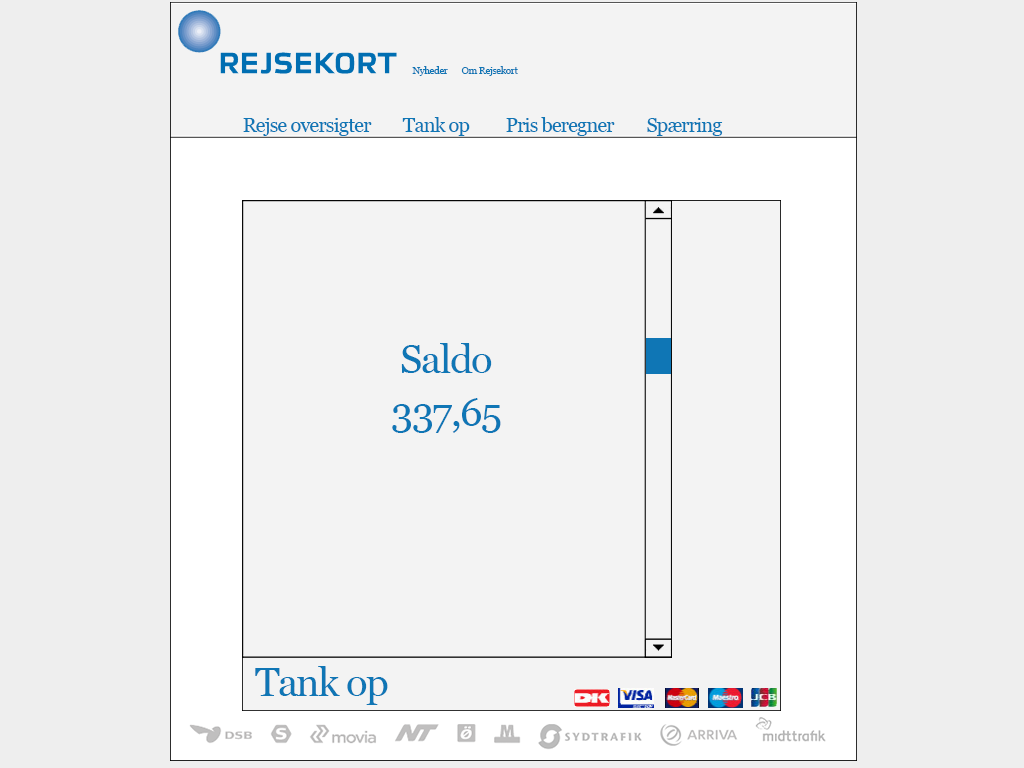 REJSEKORT
Nyheder Om Rejsekort
Rejse oversigter Tank op Pris beregner Spærring
Saldo
337,65
Tank op
DK VISA MasterCard Maestro JCB
DSB S movia NT Ø M SYDTRAFIK ARRIVA midttrafik